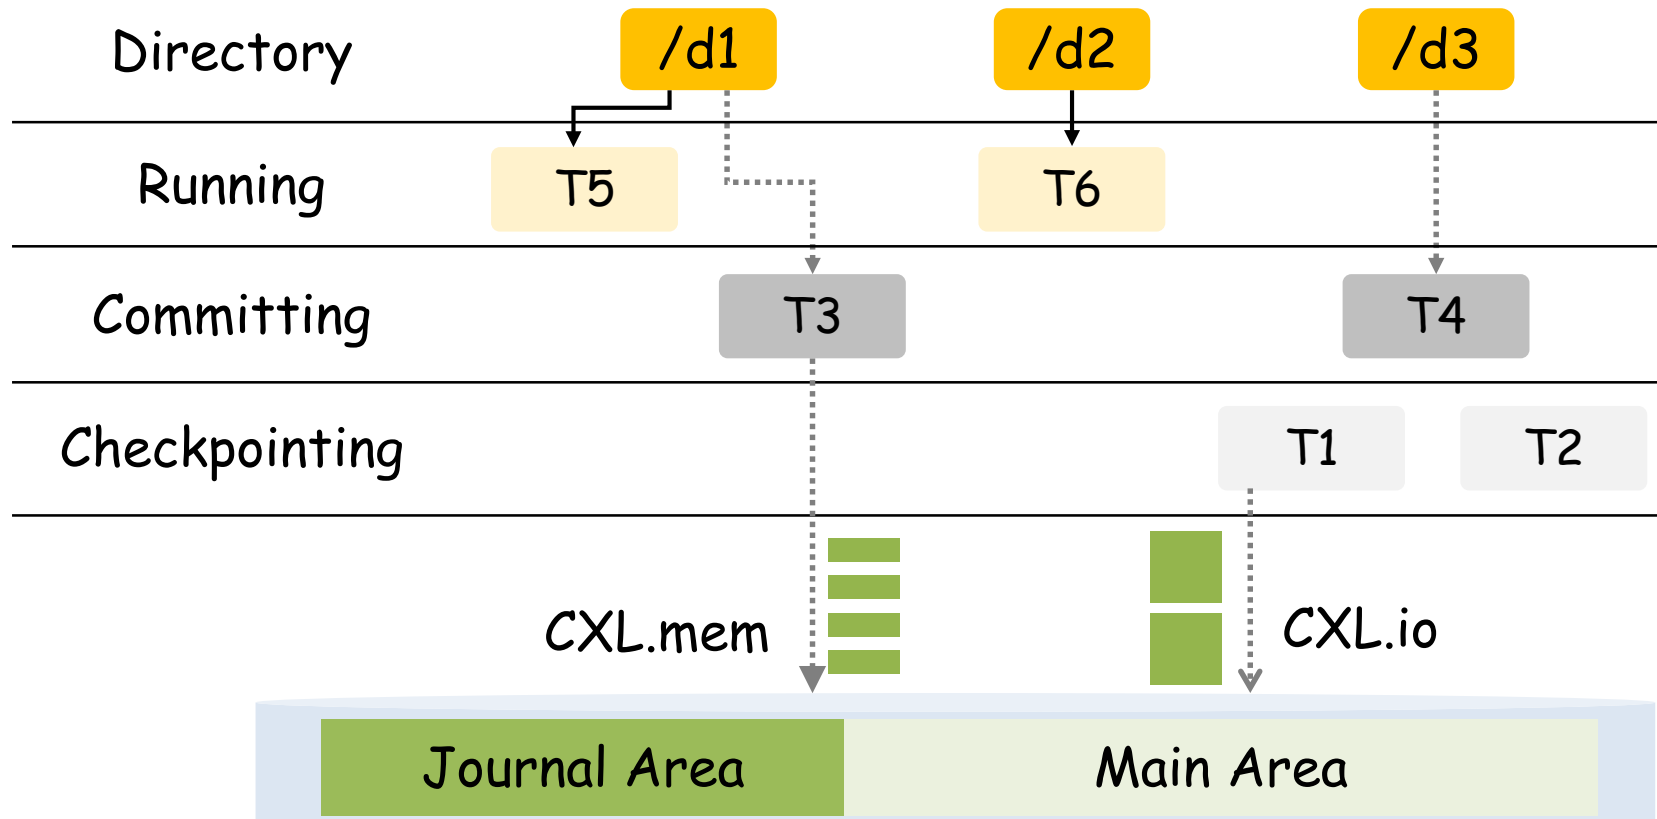 Directory /d1 /d2 /d3
Running T5 T6
Committing T3 T4
Checkpointing T1 T2
CXL.mem CXL.io
Journal Area Main Area